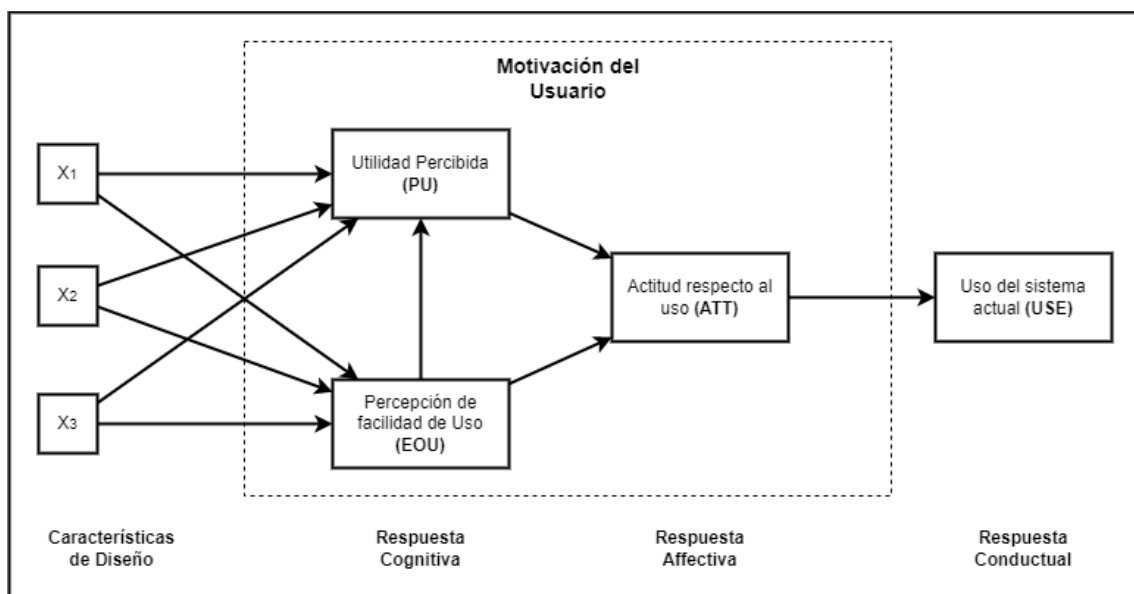 Motivación del
Usuario
X1
Utilidad Percibida
(PU)
X2
Actitud respecto al
uso (ATT)
Uso del sistema
actual (USE)
X3
Percepción de
facilidad de Uso
(EOU)
Características
de Diseño
Respuesta
Cognitiva
Respuesta
Affectiva
Respuesta
Conductual